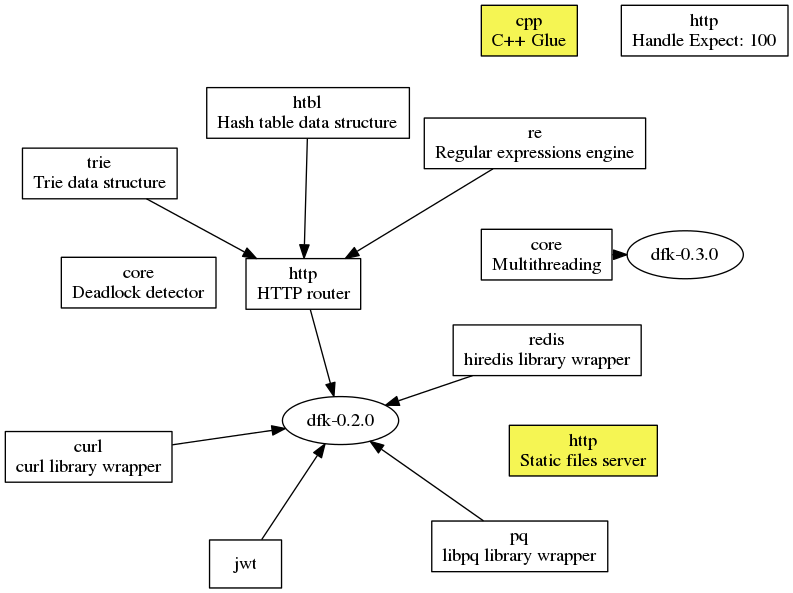 cpp
C++ Glue
http
Handle Expect: 100
htbl
Hash table data structure
re
Regular expressions engine
trie
Trie data structure
core
Multithreading
dfk-0.3.0
core
Deadlock detector
http
HTTP router
redis
hiredis library wrapper
dfk-0.2.0
curl
curl library wrapper
http
Static files server
jwt
pq
libpq library wrapper